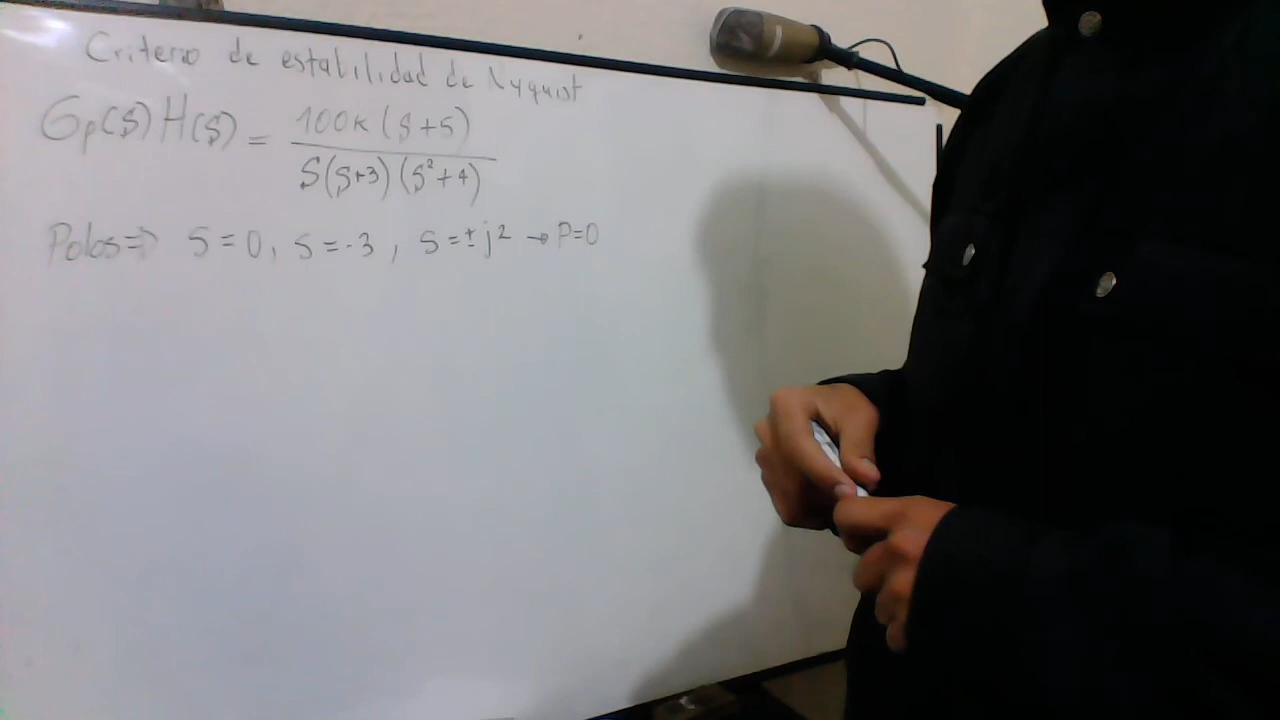 Criterio de estabilidad de Nyquist
Gp(s) H(s) = 100k (s+5)
s(s+3) (s²+4)
Polos=> s=0, s=-3, s=±j2 → P=0